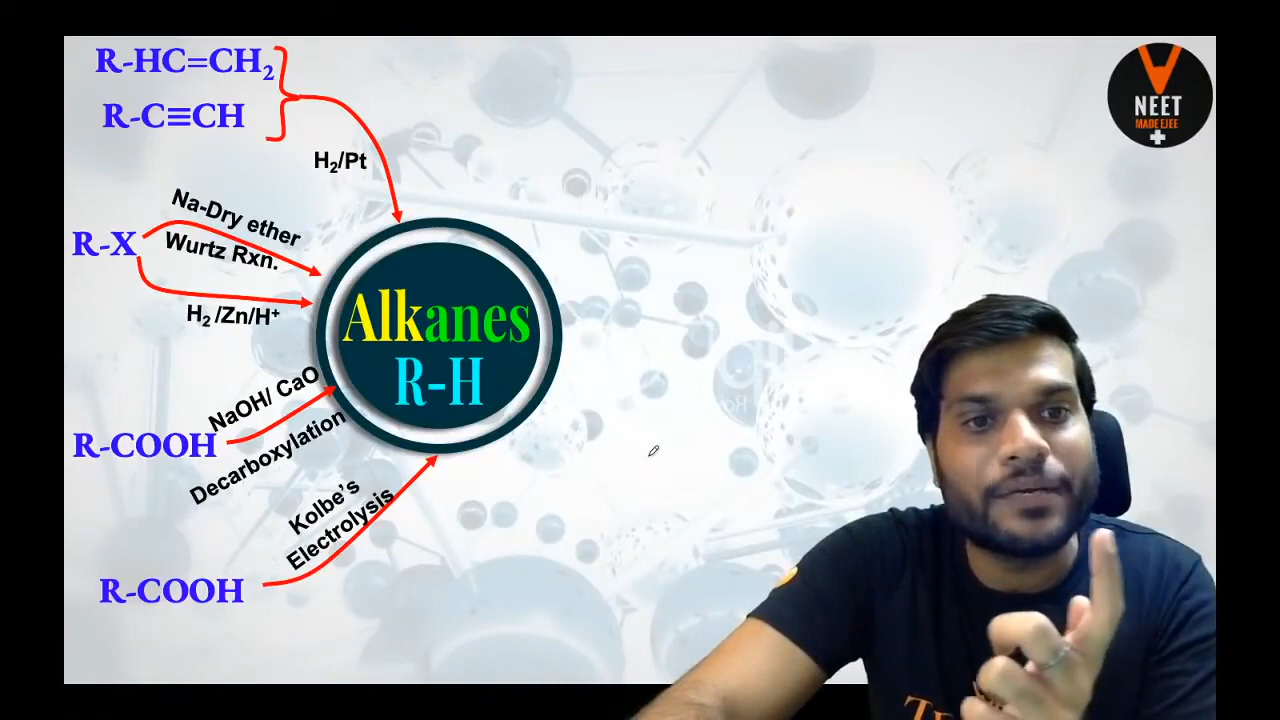 R-HC=CH₂
R-C≡CH
H₂/Pt
Na-Dry ether
Wurtz Rxn.
R-X
H₂ /Zn/H⁺
Alkanes
R-H
NaOH/ CaO
R-COOH
Decarboxylation
Kolbe's
Electrolysis
R-COOH
NEET
MADE EJEE